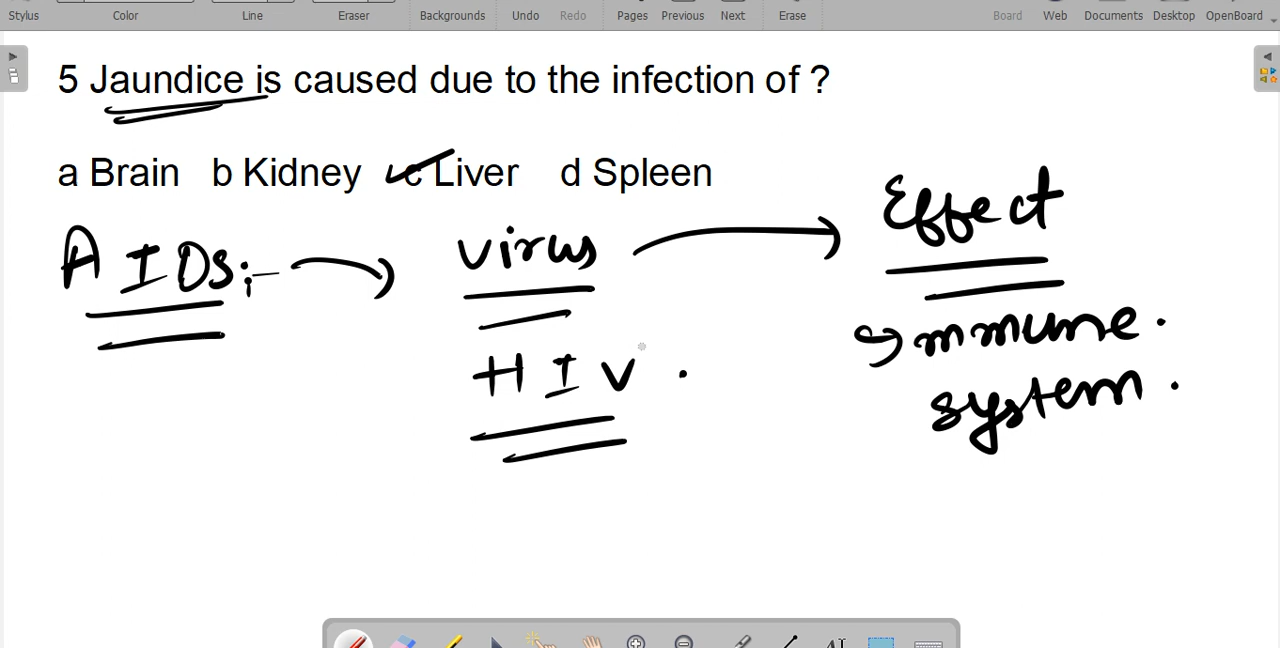 Stylus Color Line Eraser Backgrounds Undo Redo Pages Previous Next Erase Board Web Documents Desktop OpenBoard
5 Jaundice is caused due to the infection of ?
a Brain b Kidney c Liver d Spleen
AIDs:- → virus → Effect
HIV. → Immune.
system.